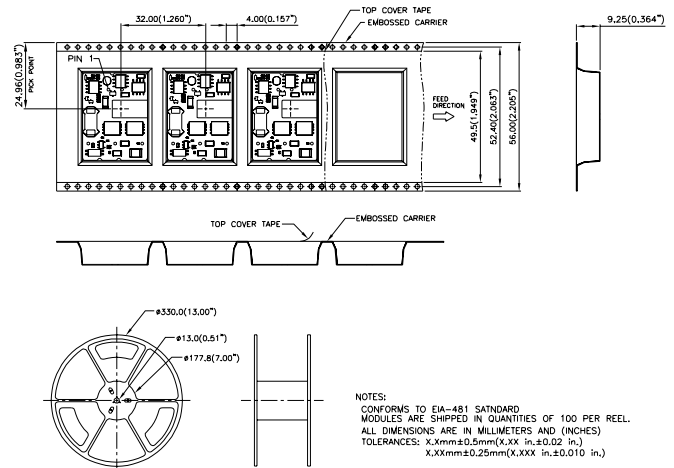 32.00(1.260")
4.00(0.157")
TOP COVER TAPE
EMBOSSED CARRIER
9.25(0.364")
24.96(0.983")
PICK POINT
PIN 1
FEED
DIRECTION
49.5(1.949")
52.40(2.063")
56.00(2.205")
TOP COVER TAPE
EMBOSSED CARRIER
ø330.0(13.00")
ø13.0(0.51")
ø177.8(7.00")
NOTES:
CONFORMS TO EIA-481 SATNDARD
MODULES ARE SHIPPED IN QUANTITIES OF 100 PER REEL.
ALL DIMENSIONS ARE IN MILLIMETERS AND (INCHES)
TOLERANCES: X.Xmm±0.5mm(X.XX in.±0.02 in.)
X.XXmm±0.25mm(X.XXX in.±0.010 in.)